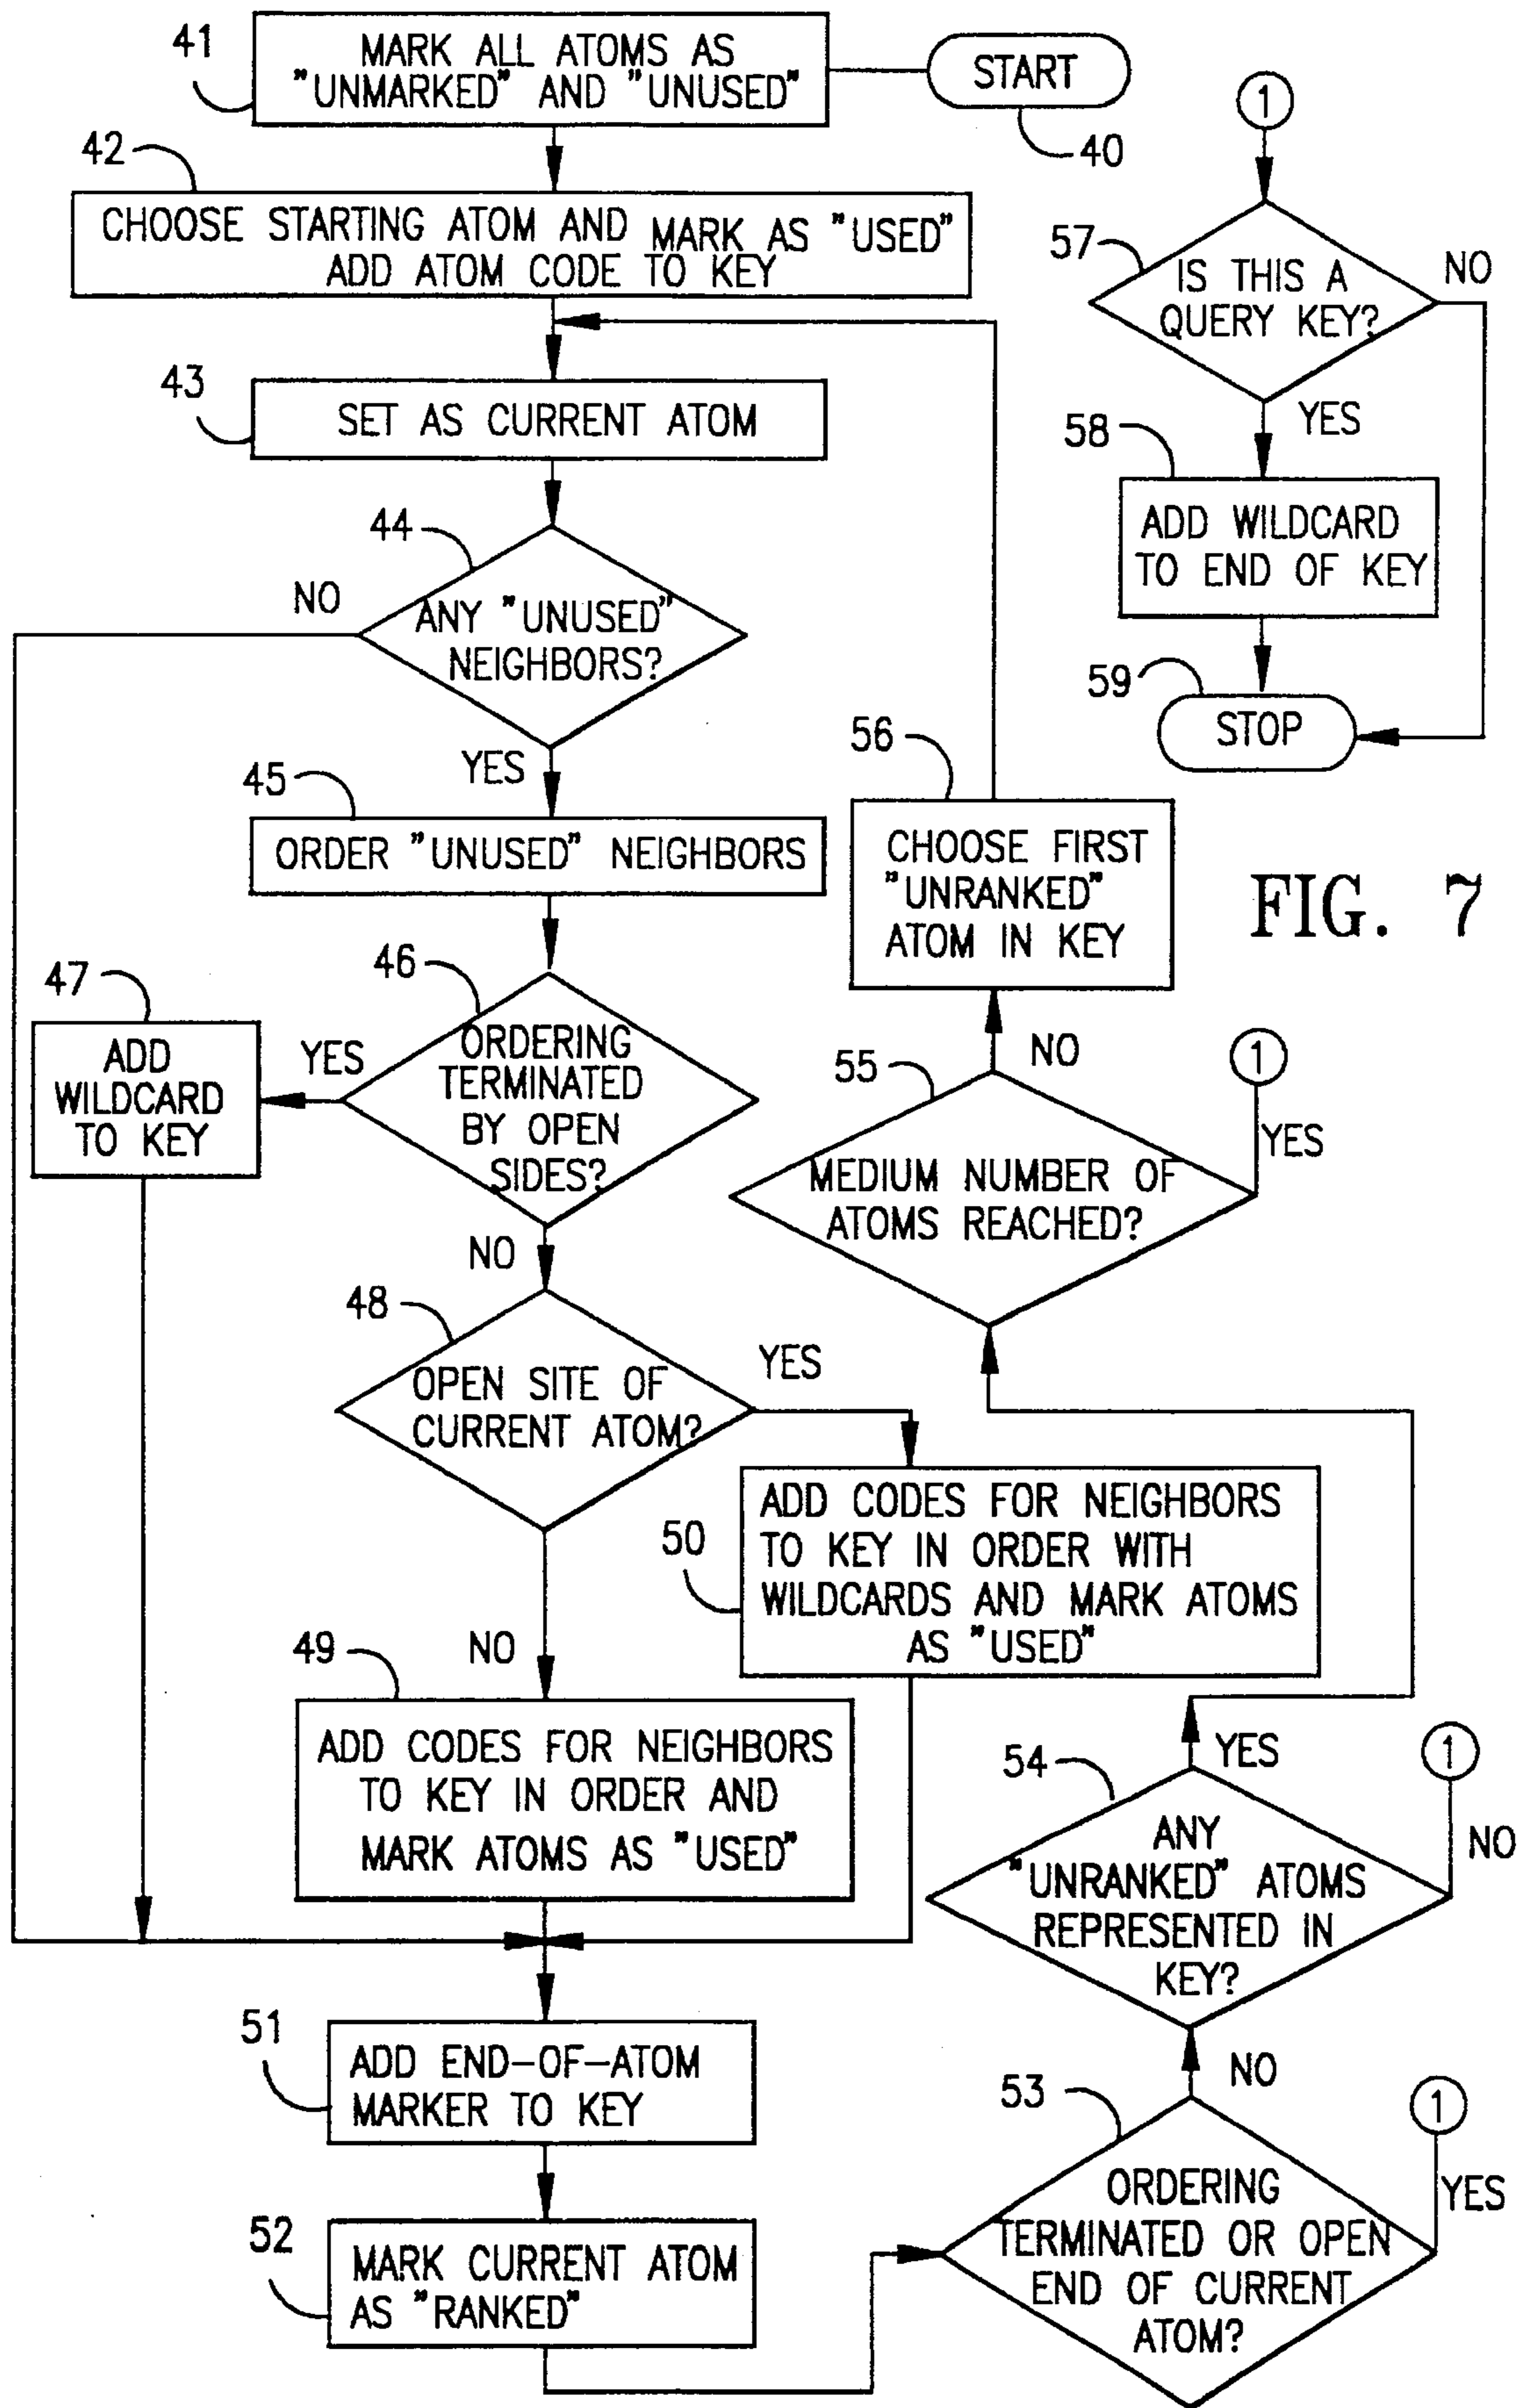 41
MARK ALL ATOMS AS
"UNMARKED" AND "UNUSED"
START
40
42
CHOOSE STARTING ATOM AND MARK AS "USED"
ADD ATOM CODE TO KEY
43
SET AS CURRENT ATOM
44
NO
ANY "UNUSED"
NEIGHBORS?
YES
45
ORDER "UNUSED" NEIGHBORS
46
ORDERING
TERMINATED
BY OPEN
SIDES?
YES
47
ADD
WILDCARD
TO KEY
NO
48
OPEN SITE OF
CURRENT ATOM?
YES
NO
49
ADD CODES FOR NEIGHBORS
TO KEY IN ORDER AND
MARK ATOMS AS "USED"
50
ADD CODES FOR NEIGHBORS
TO KEY IN ORDER WITH
WILDCARDS AND MARK ATOMS
AS "USED"
51
ADD END-OF-ATOM
MARKER TO KEY
52
MARK CURRENT ATOM
AS "RANKED"
53
ORDERING
TERMINATED OR OPEN
END OF CURRENT
ATOM?
YES
1
NO
54
ANY
"UNRANKED" ATOMS
REPRESENTED IN
KEY?
NO
1
YES
55
MEDIUM NUMBER OF
ATOMS REACHED?
YES
1
NO
56
CHOOSE FIRST
"UNRANKED"
ATOM IN KEY
1
57
IS THIS A
QUERY KEY?
NO
YES
58
ADD WILDCARD
TO END OF KEY
59
STOP
FIG. 7